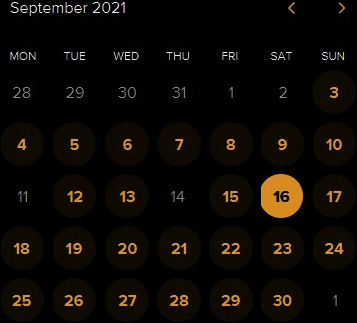 September 2021
MON TUE WED THU FRI SAT SUN
28 29 30 31 1 2 3
4 5 6 7 8 9 10
11 12 13 14 15 16 17
18 19 20 21 22 23 24
25 26 27 28 29 30 1